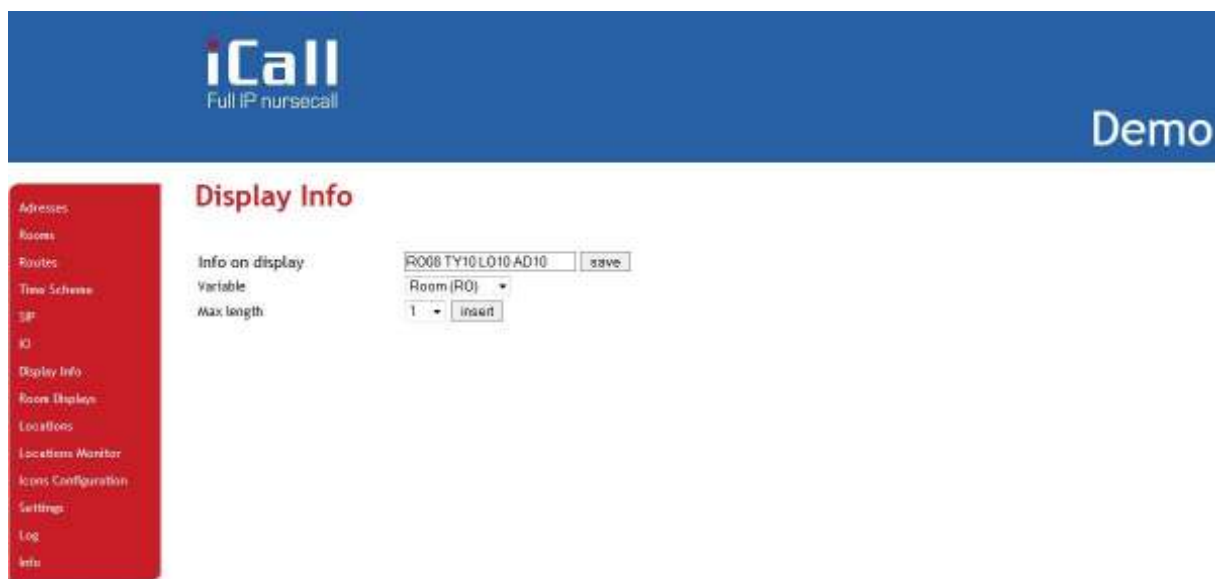 iCall
Full IP nursecall
Demo
Adresses
Rooms
Routes
Time Scheme
SIP
IO
Display Info
Room Displays
Locations
Locations Monitor
Icons Configuration
Settings
Log
Info
Display Info
Info on display RO08 TY10 LO10 AD10 save
Variable Room (RO)
Max length 1 insert